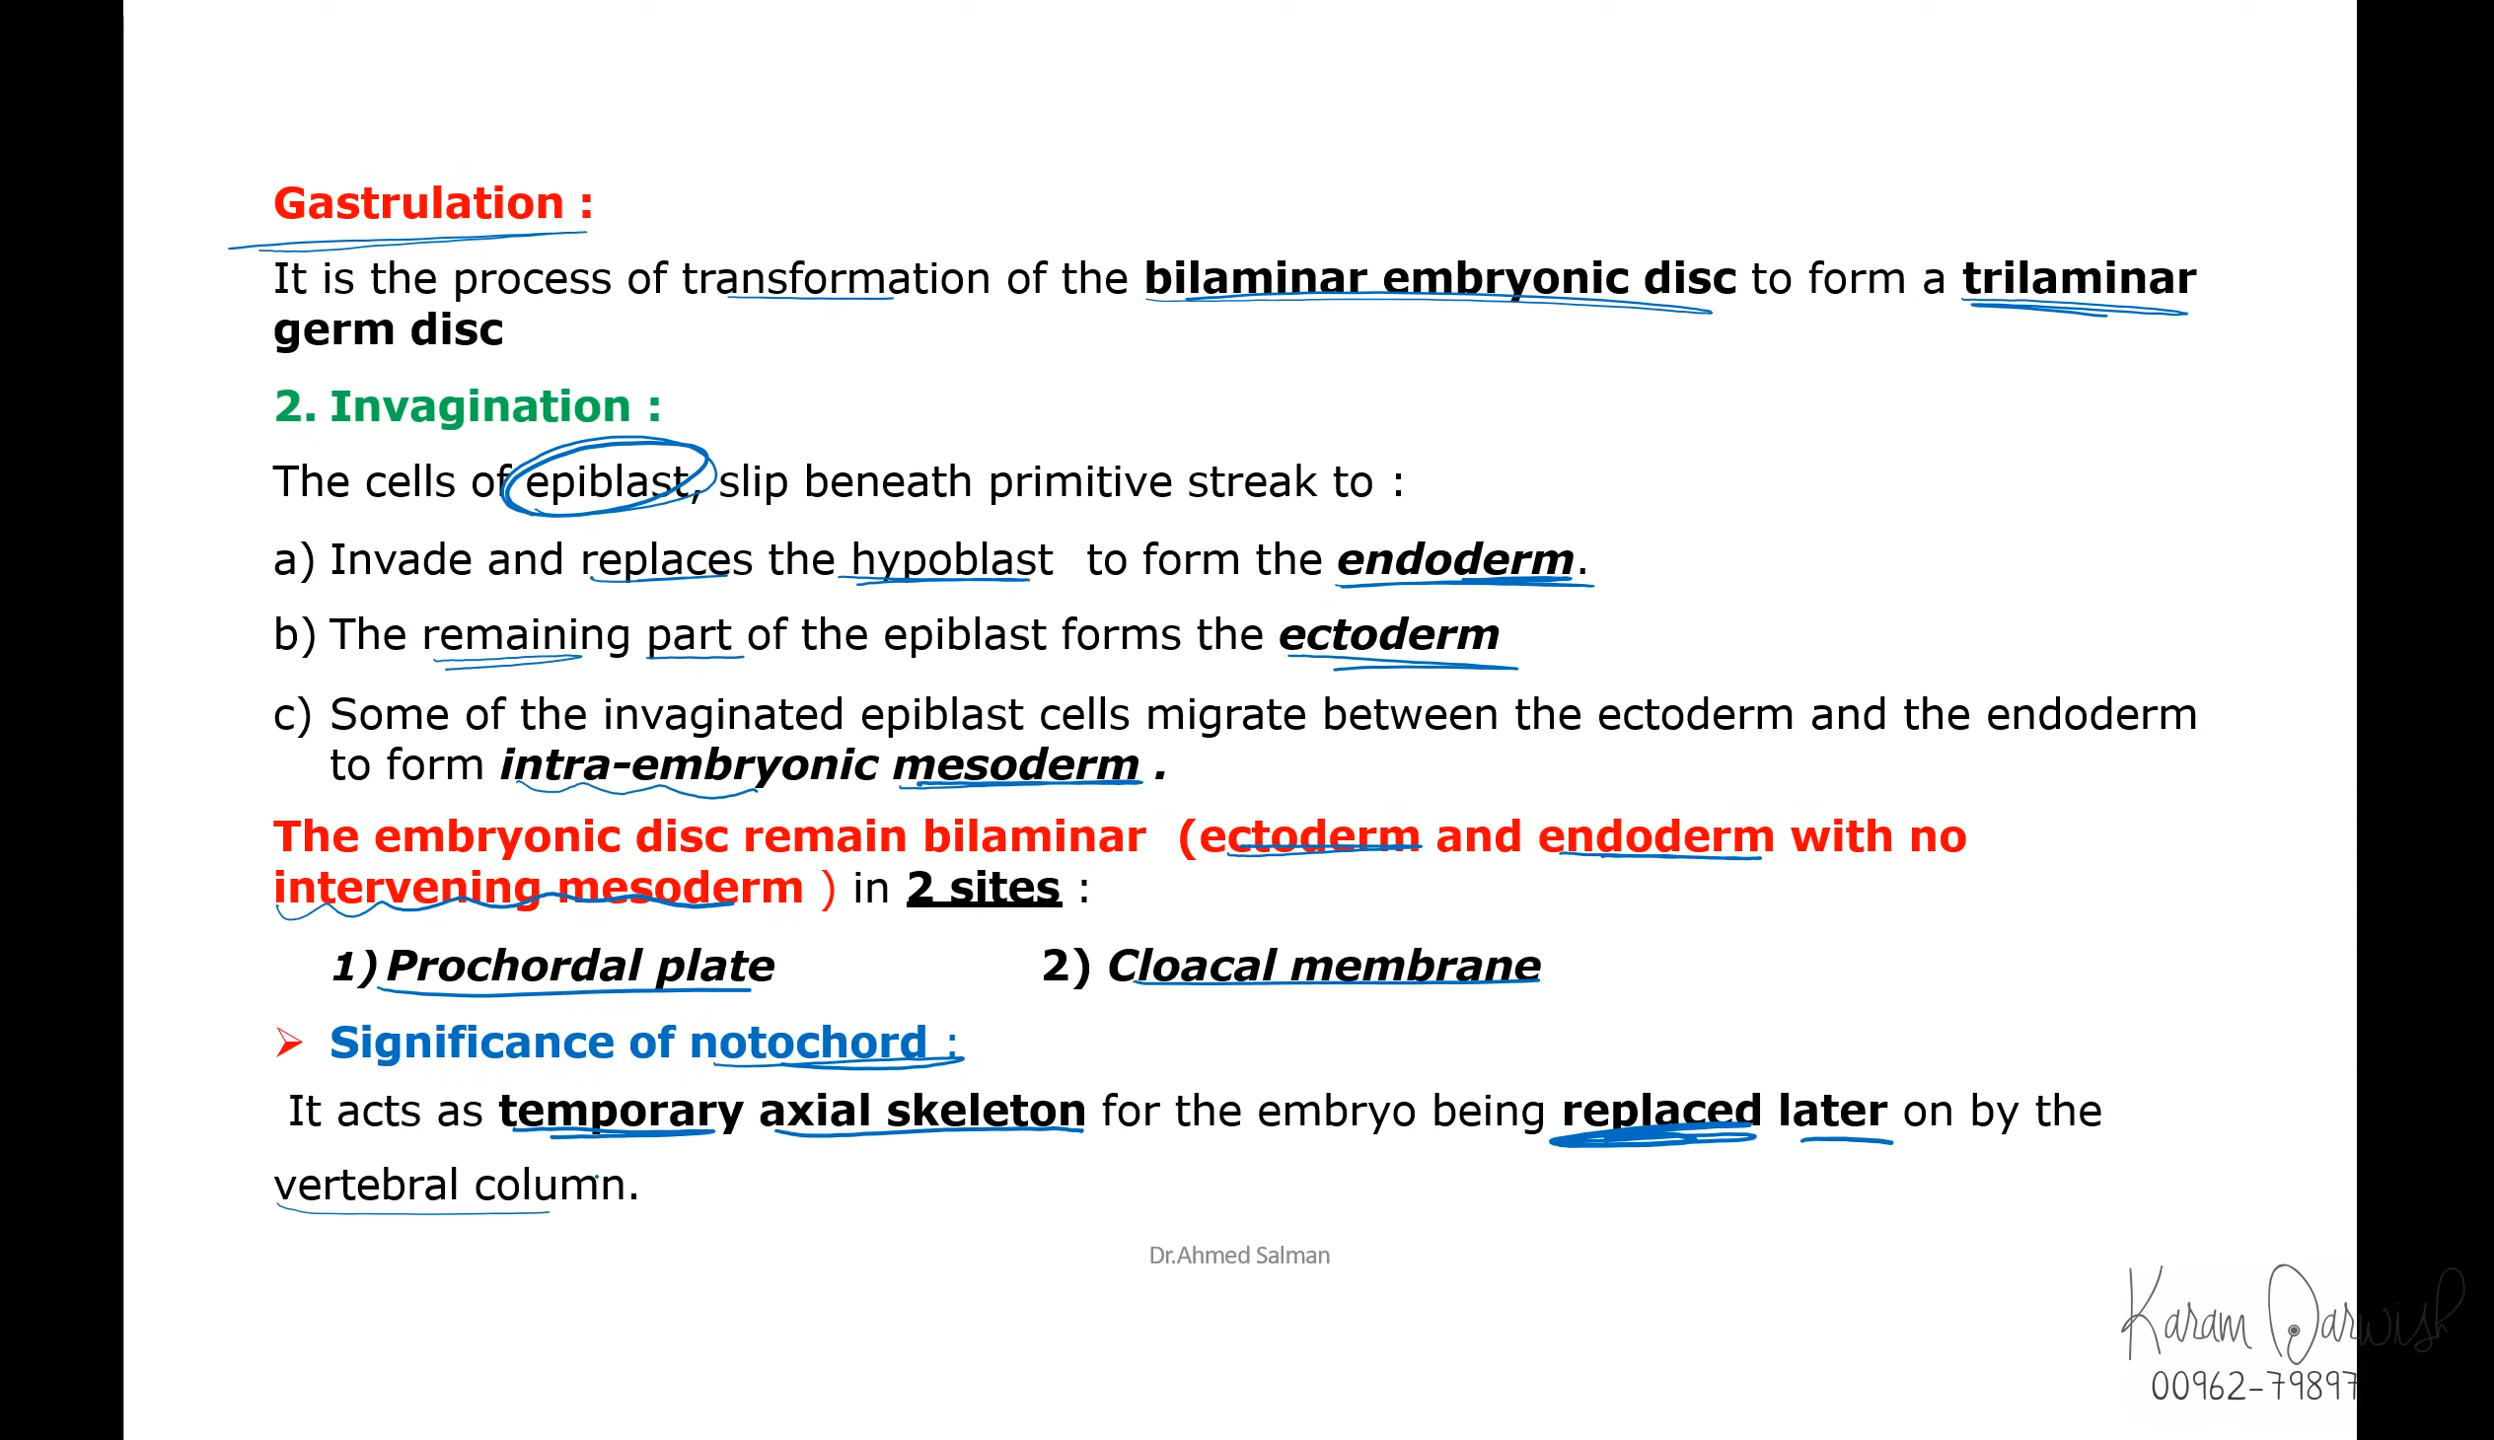 Gastrulation :
It is the process of transformation of the bilaminar embryonic disc to form a trilaminar
germ disc
2. Invagination :
The cells of epiblast, slip beneath primitive streak to :
a) Invade and replaces the hypoblast to form the endoderm.
b) The remaining part of the epiblast forms the ectoderm
c) Some of the invaginated epiblast cells migrate between the ectoderm and the endoderm
to form intra-embryonic mesoderm .
The embryonic disc remain bilaminar (ectoderm and endoderm with no
intervening mesoderm ) in 2 sites :
1) Prochordal plate 2) Cloacal membrane
➢ Significance of notochord :
It acts as temporary axial skeleton for the embryo being replaced later on by the
vertebral column.
Dr.Ahmed Salman
Karam Darwish
00962-79897